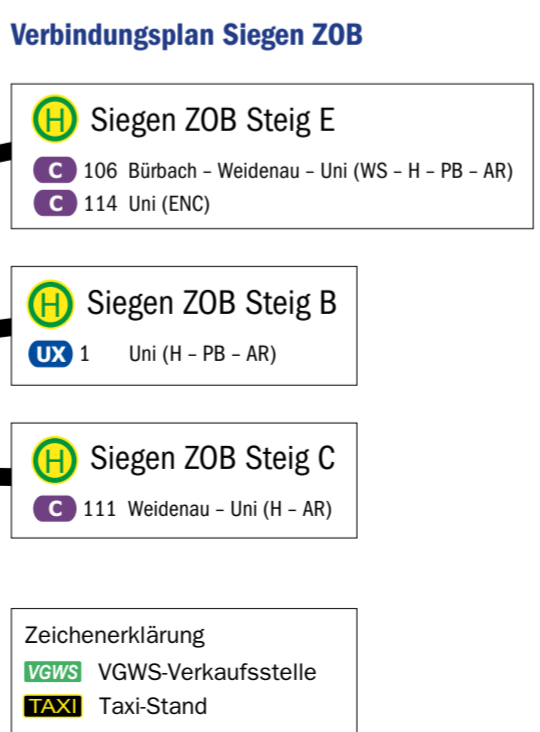 Verbindungsplan Siegen ZOB
H Siegen ZOB Steig E
C 106 Bürbach – Weidenau – Uni (WS – H – PB – AR)
C 114 Uni (ENC)
H Siegen ZOB Steig B
UX 1 Uni (H – PB – AR)
H Siegen ZOB Steig C
C 111 Weidenau – Uni (H – AR)
Zeichenerklärung
VGWS VGWS-Verkaufsstelle
TAXI Taxi-Stand